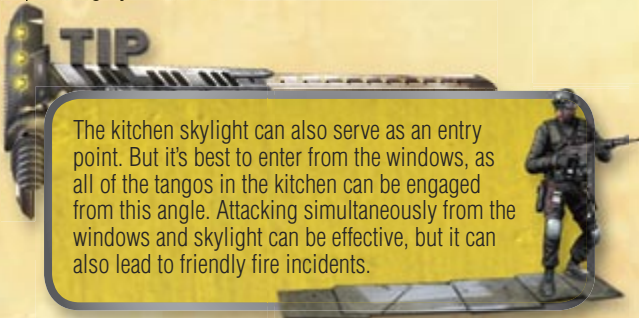 TIP
The kitchen skylight can also serve as an entry
point. But it's best to enter from the windows, as
all of the tangos in the kitchen can be engaged
from this angle. Attacking simultaneously from the
windows and skylight can be effective, but it can
also lead to friendly fire incidents.